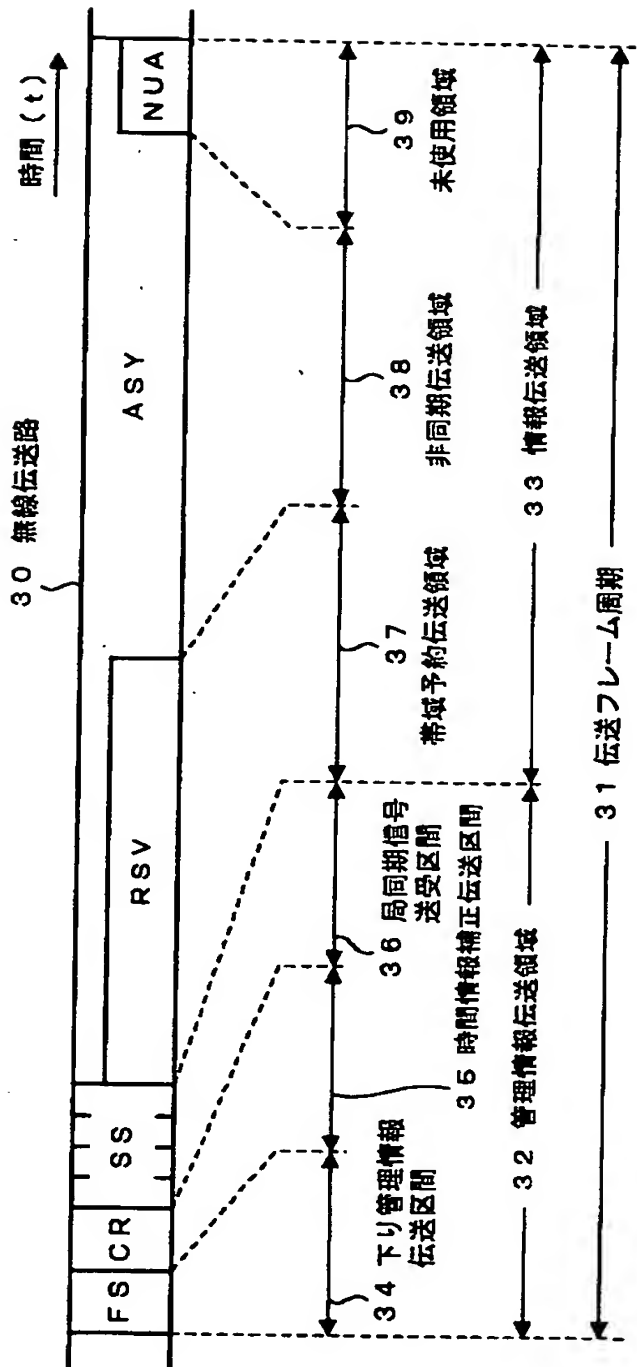 時間 (t)
30 無線伝送路
FS
CR
SS
RSV
ASY
NUA
34 下り管理情報
伝送区間
35 時間情報補正伝送区間
36 局同期信号
送受区間
37
帯域予約伝送領域
38
非同期伝送領域
39
未使用領域
32 管理情報伝送領域
33 情報伝送領域
31 伝送フレーム周期